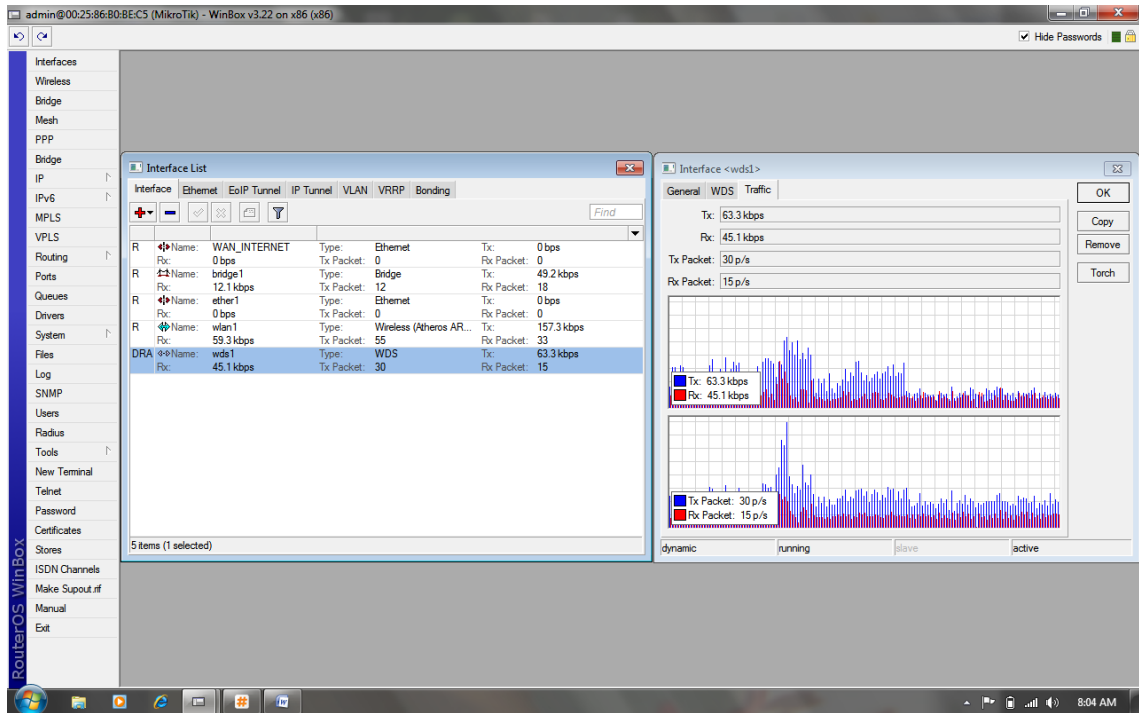 admin@00:25:86:B0:BE:C5 (MikroTik) - WinBox v3.22 on x86 (x86)
Hide Passwords
Interfaces
Wireless
Bridge
Mesh
PPP
Bridge
IP
IPv6
MPLS
VPLS
Routing
Ports
Queues
Drivers
System
Files
Log
SNMP
Users
Radius
Tools
New Terminal
Telnet
Password
Certificates
Stores
ISDN Channels
Make Supout.rif
Manual
Exit
RouterOS WinBox
Interface List
Interface Ethernet EoIP Tunnel IP Tunnel VLAN VRRP Bonding
Find
R Name: WAN_INTERNET Type: Ethernet Tx: 0 bps
Rx: 0 bps Tx Packet: 0 Rx Packet: 0
R Name: bridge1 Type: Bridge Tx: 49.2 kbps
Rx: 12.1 kbps Tx Packet: 12 Rx Packet: 18
R Name: ether1 Type: Ethernet Tx: 0 bps
Rx: 0 bps Tx Packet: 0 Rx Packet: 0
R Name: wlan1 Type: Wireless (Atheros AR... Tx: 157.3 kbps
Rx: 59.3 kbps Tx Packet: 55 Rx Packet: 33
DRA Name: wds1 Type: WDS Tx: 63.3 kbps
Rx: 45.1 kbps Tx Packet: 30 Rx Packet: 15
5 items (1 selected)
Interface <wds1>
General WDS Traffic
Tx: 63.3 kbps
Rx: 45.1 kbps
Tx Packet: 30 p/s
Rx Packet: 15 p/s
OK
Copy
Remove
Torch
Tx: 63.3 kbps
Rx: 45.1 kbps
Tx Packet: 30 p/s
Rx Packet: 15 p/s
dynamic running slave active
8:04 AM